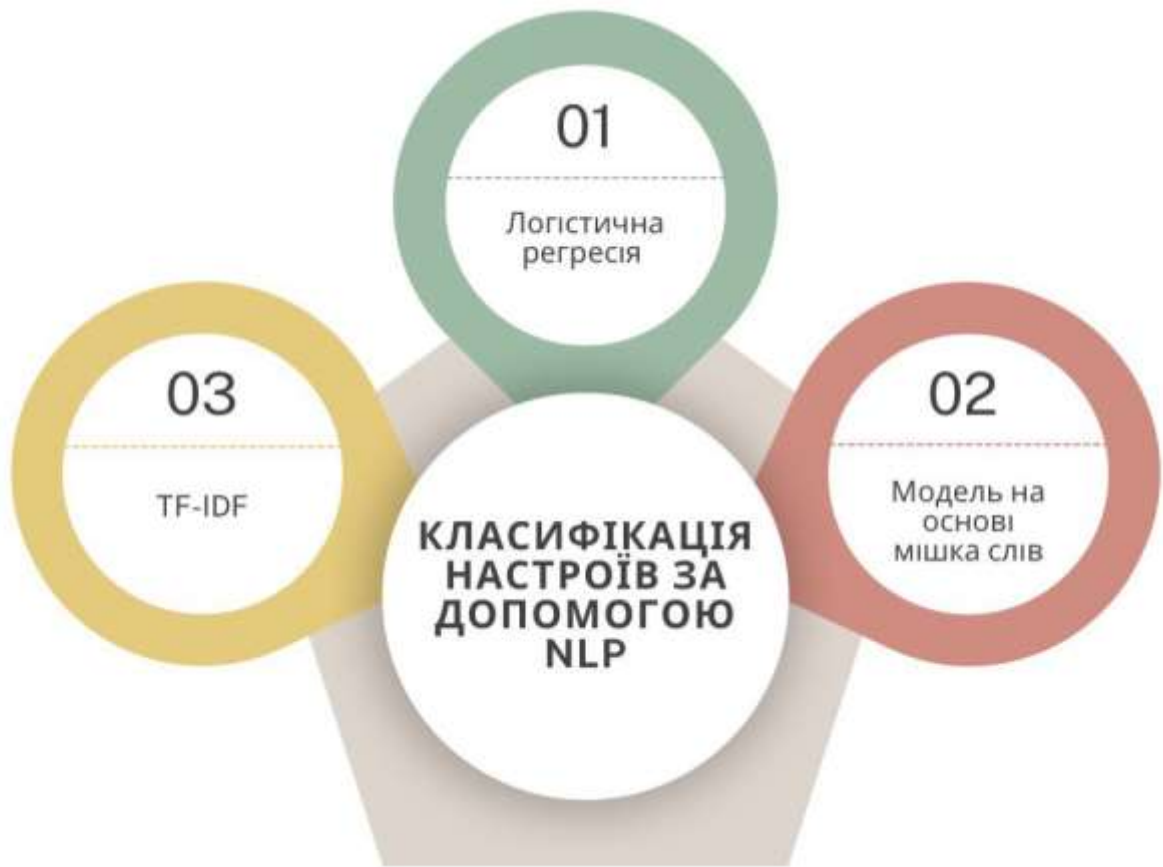 01
Логістична
регресія
02
Модель на
основі
мішка слів
03
TF-IDF
КЛАСИФІКАЦІЯ
НАСТРОЇВ ЗА
ДОПОМОГОЮ
NLP